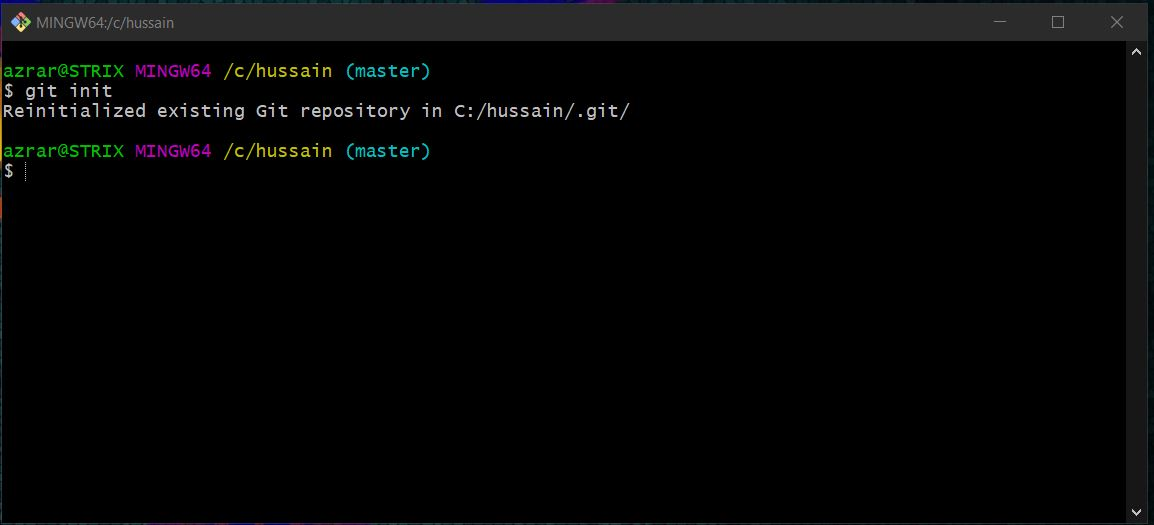 MINGW64:/c/hussain
azrar@STRIX MINGW64 /c/hussain (master)
$ git init
Reinitialized existing Git repository in C:/hussain/.git/
azrar@STRIX MINGW64 /c/hussain (master)
$